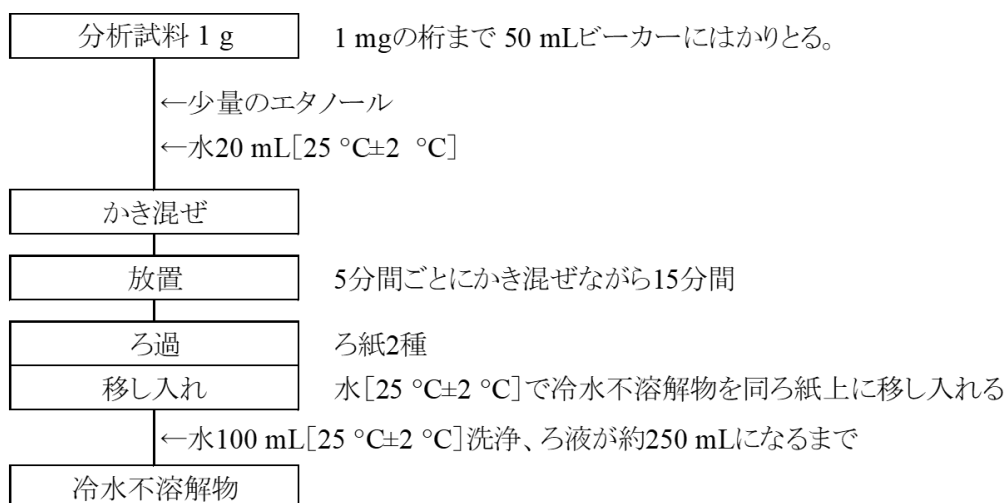 分析試料 1 g 1 mgの桁まで 50 mLビーカーにはかりとる。
←少量のエタノール
←水20 mL[25 °C±2 °C]
かき混ぜ
放置 5分間ごとにかき混ぜながら15分間
ろ過 ろ紙2種
移し入れ 水[25 °C±2 °C]で冷水不溶解物を同ろ紙上に移し入れる
←水100 mL[25 °C±2 °C]洗浄、ろ液が約250 mLになるまで
冷水不溶解物